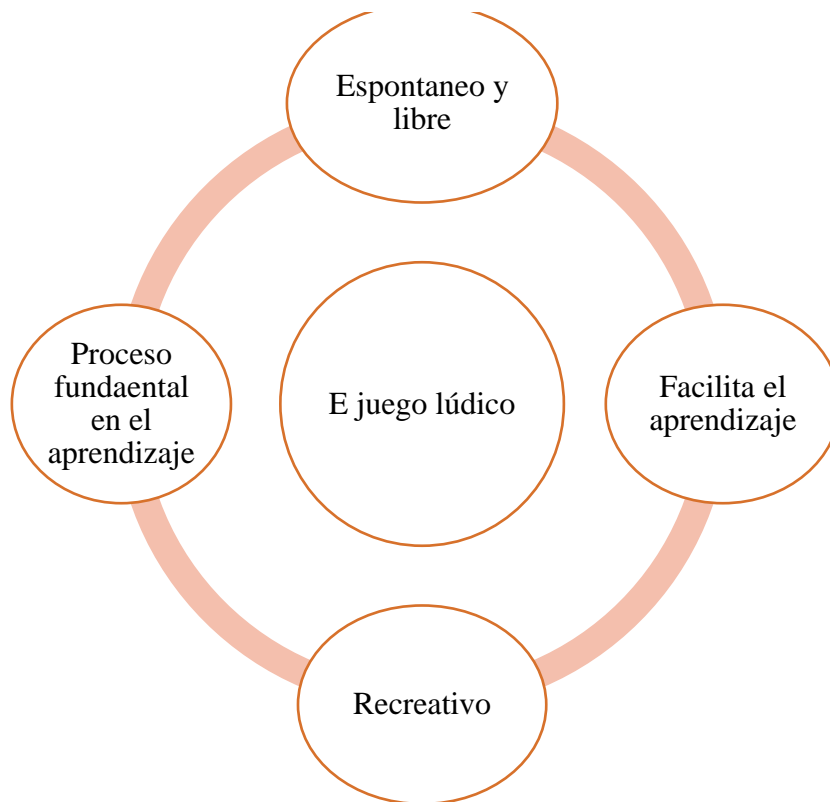 Espontaneo y
libre
Proceso
fundaental
en el
aprendizaje
E juego lúdico
Facilita el
aprendizaje
Recreativo